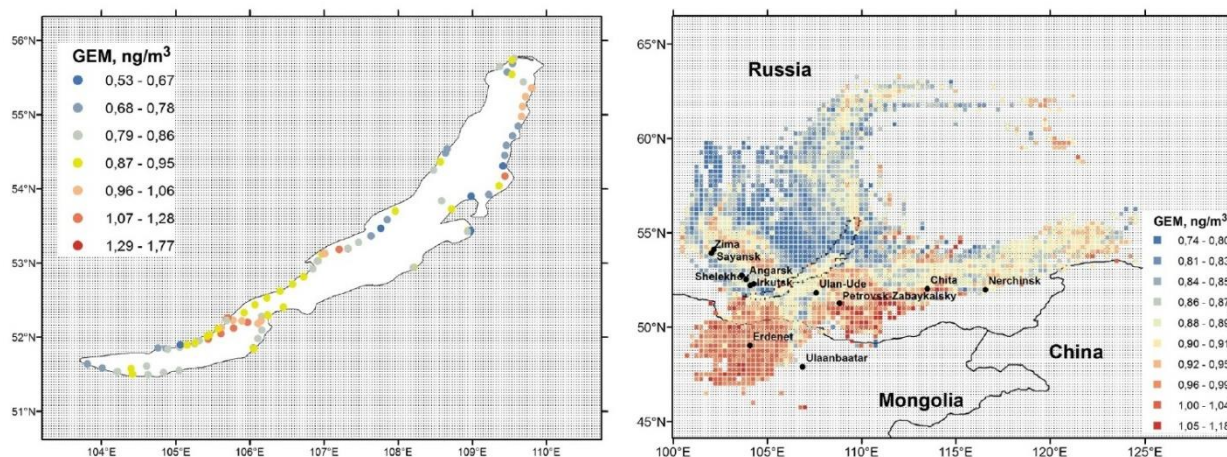 56°N
55°N
54°N
53°N
52°N
51°N
104°E
105°E
106°E
107°E
108°E
109°E
110°E
GEM, ng/m³
0,53 - 0,67
0,68 - 0,78
0,79 - 0,86
0,87 - 0,95
0,96 - 1,06
1,07 - 1,28
1,29 - 1,77
65°N
60°N
55°N
50°N
45°N
100°E
105°E
110°E
115°E
120°E
125°E
Russia
Zima
Sayansk
Angarsk
Irkutsk
Ulan-Ude
Petrovsk-Zabaykalsky
Chita
Nerchinsk
Erdenet
Ulaanbaatar
China
Mongolia
GEM, ng/m³
0,74 - 0,80
0,81 - 0,83
0,84 - 0,85
0,86 - 0,87
0,88 - 0,89
0,90 - 0,91
0,92 - 0,95
0,96 - 0,99
1,00 - 1,04
1,05 - 1,18